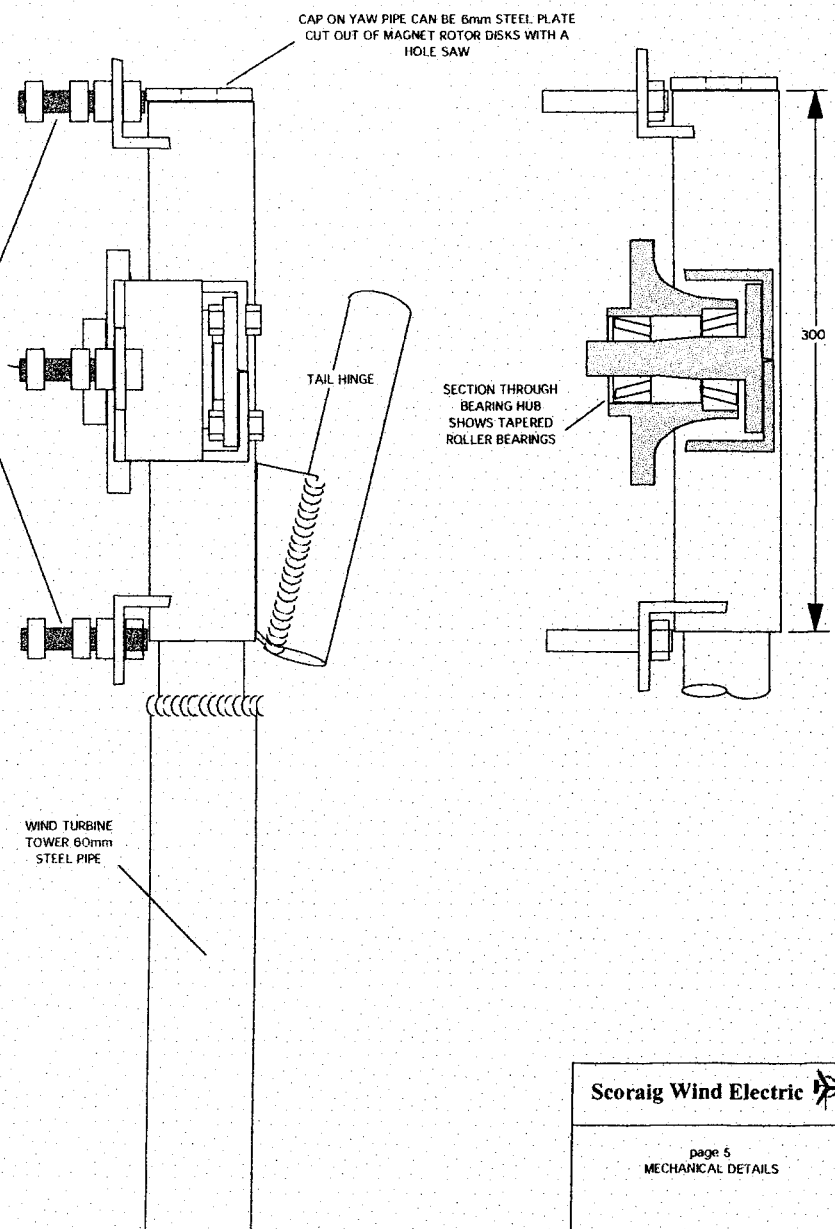 CAP ON YAW PIPE CAN BE 6mm STEEL PLATE
CUT OUT OF MAGNET ROTOR DISKS WITH A
HOLE SAW
TAIL HINGE
SECTION THROUGH
BEARING HUB
SHOWS TAPERED
ROLLER BEARINGS
300
WIND TURBINE
TOWER 60mm
STEEL PIPE
Scoraig Wind Electric
page 5
MECHANICAL DETAILS